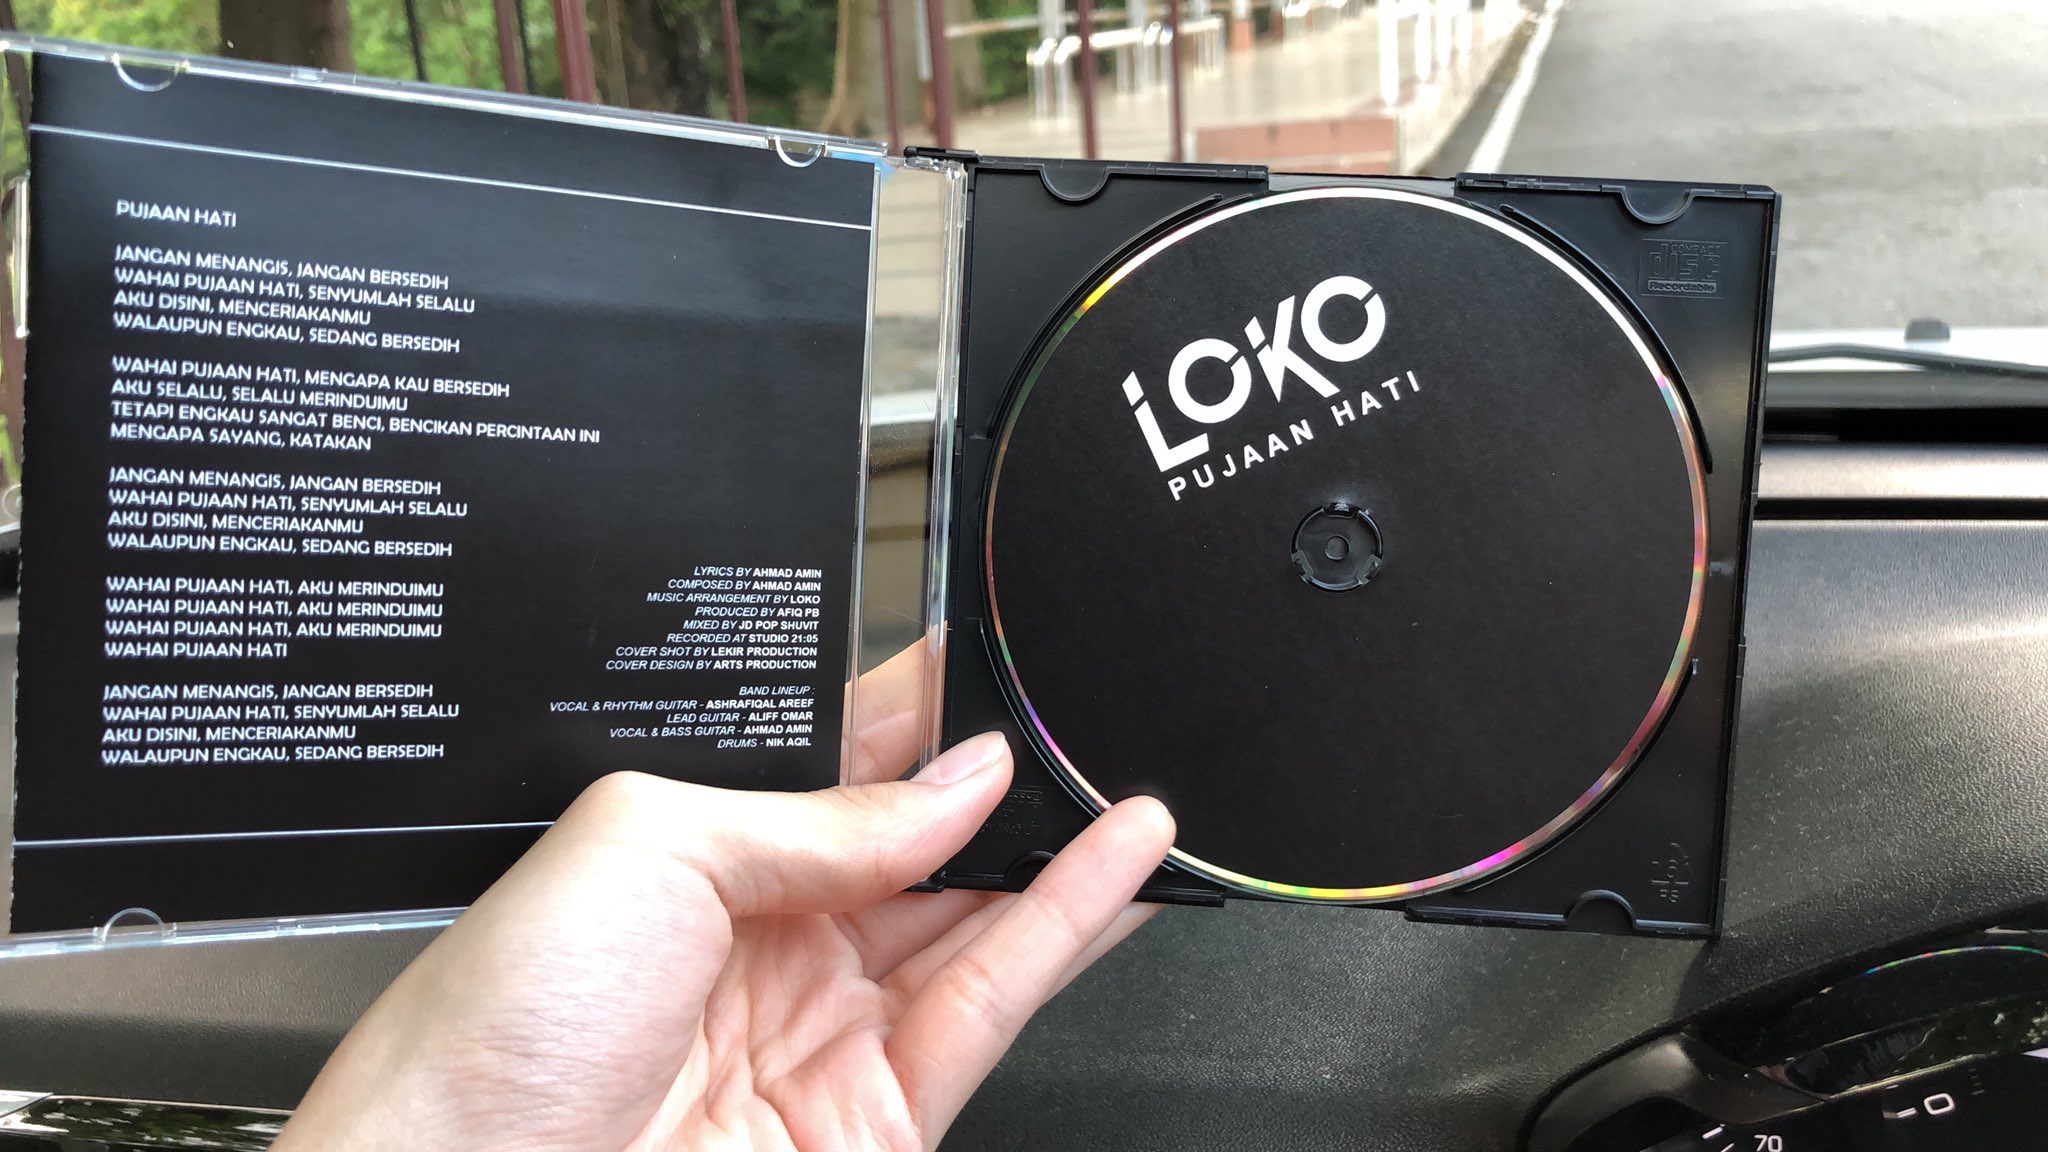 PUJAAN HATI
JANGAN MENANGIS, JANGAN BERSEDIH
WAHAI PUJAAN HATI, SENYUMLAH SELALU
AKU DISINI, MENCERIAKANMU
WALAUPUN ENGKAU, SEDANG BERSEDIH
WAHAI PUJAAN HATI, MENGAPA KAU BERSEDIH
AKU SELALU, SELALU MERINDUIMU
TETAPI ENGKAU SANGAT BENCI, BENCIKAN PERCINTAAN INI
MENGAPA SAYANG, KATAKAN
JANGAN MENANGIS, JANGAN BERSEDIH
WAHAI PUJAAN HATI, SENYUMLAH SELALU
AKU DISINI, MENCERIAKANMU
WALAUPUN ENGKAU, SEDANG BERSEDIH
WAHAI PUJAAN HATI, AKU MERINDUIMU
WAHAI PUJAAN HATI, AKU MERINDUIMU
WAHAI PUJAAN HATI, AKU MERINDUIMU
WAHAI PUJAAN HATI
JANGAN MENANGIS, JANGAN BERSEDIH
WAHAI PUJAAN HATI, SENYUMLAH SELALU
AKU DISINI, MENCERIAKANMU
WALAUPUN ENGKAU, SEDANG BERSEDIH
LYRICS BY AHMAD AMIN
COMPOSED BY AHMAD AMIN
MUSIC ARRANGEMENT BY LOKO
PRODUCED BY AFIQ PB
MIXED BY JD POP SHUVIT
RECORDED AT STUDIO 21:05
COVER SHOT BY LEKIR PRODUCTION
COVER DESIGN BY ARTS PRODUCTION
BAND LINEUP :
VOCAL & RHYTHM GUITAR - ASHRAFIQAL AREEF
LEAD GUITAR - ALIFF OMAR
VOCAL & BASS GUITAR - AHMAD AMIN
DRUMS - NIK AQIL
LOKO
PUJAAN HATI
COMPACT
disc
Recordable
6
PS
70
0